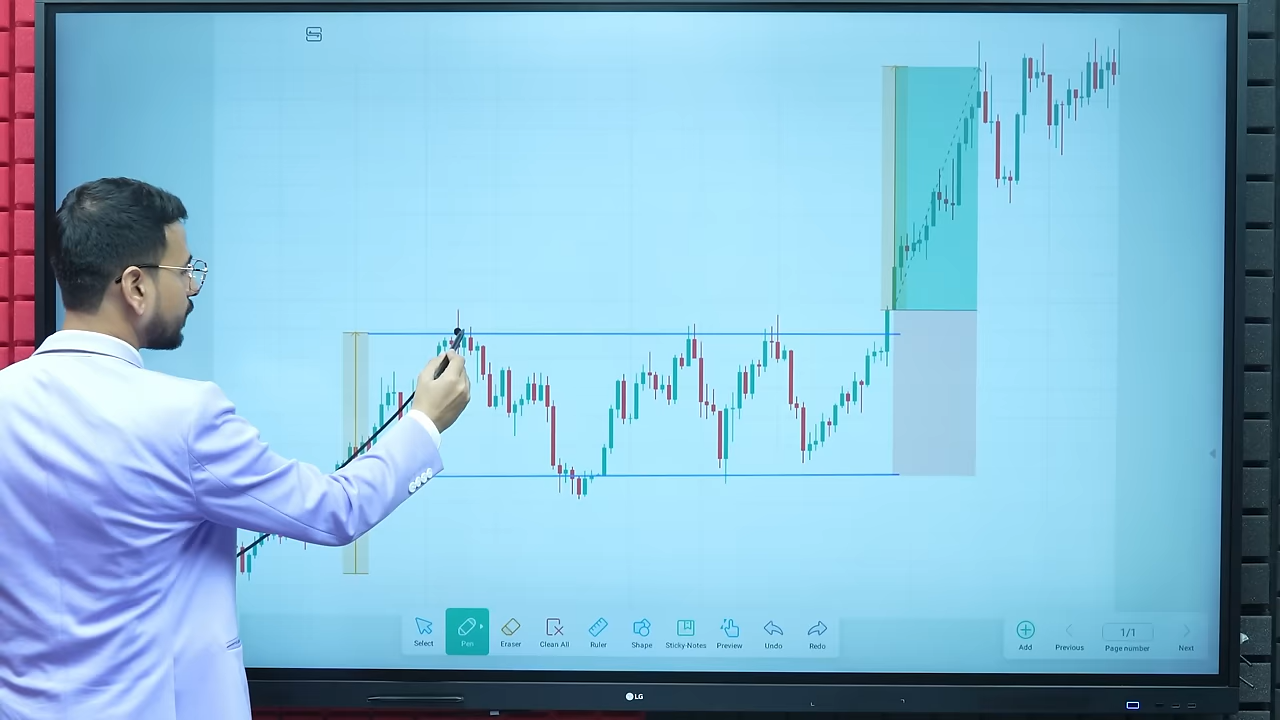 Select
Pen
Eraser
Clean All
Ruler
Shape
Sticky Notes
Preview
Undo
Redo
Add
Previous
1/1
Page number
Next
LG